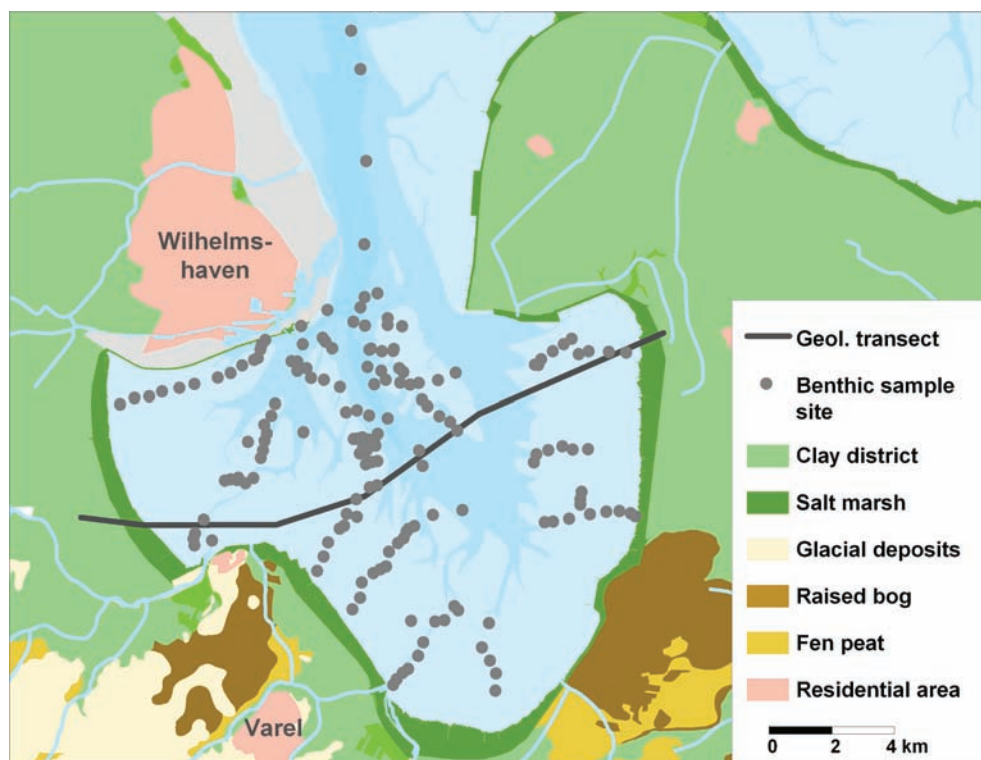 Wilhelms-
haven
Varel
Geol. transect
Benthic sample
site
Clay district
Salt marsh
Glacial deposits
Raised bog
Fen peat
Residential area
0 2 4 km